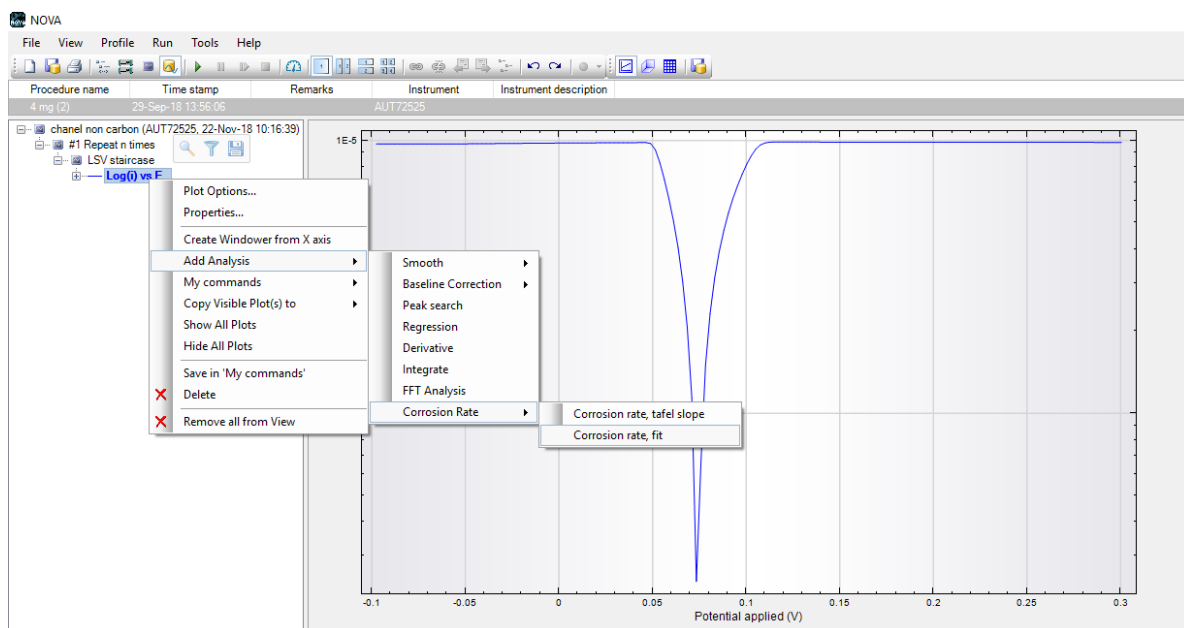 NOVA
File View Profile Run Tools Help
Procedure name Time stamp Remarks Instrument Instrument description
4 mg (2) 29-Sep-18 13:56:06 AUT72525
chanel non carbon (AUT72525, 22-Nov-18 10:16:39)
#1 Repeat n times
LSV staircase
Log(i) vs E
Plot Options...
Properties...
Create Windower from X axis
Add Analysis
My commands
Copy Visible Plot(s) to
Show All Plots
Hide All Plots
Save in 'My commands'
Delete
Remove all from View
Smooth
Baseline Correction
Peak search
Regression
Derivative
Integrate
FFT Analysis
Corrosion Rate
Corrosion rate, tafel slope
Corrosion rate, fit
1E-5
-0.1 -0.05 0 0.05 0.1 0.15 0.2 0.25 0.3
Potential applied (V)